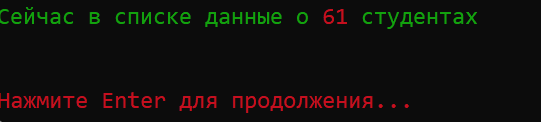 Сейчас в списке данные о 61 студентах
Нажмите Enter для продолжения...